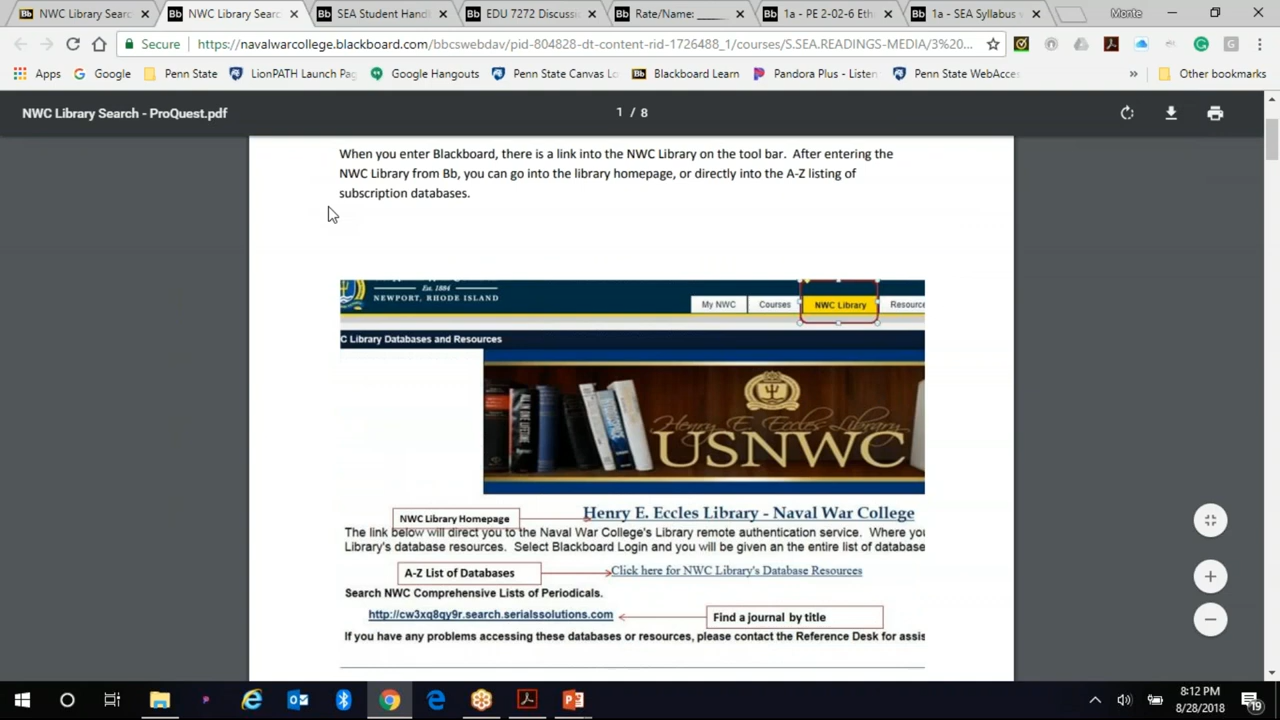 NWC Library Searc
NWC Library Searc
SEA Student Handb
EDU 7272 Discussi
Rate/Name: _____
1a - PE 2-02-6 Eth
1a - SEA Syllabus v
Monte
Secure
https://navalwarcollege.blackboard.com/bbcswebdav/pid-804828-dt-content-rid-1726488_1/courses/S.SEA.READINGS-MEDIA/3%20...
Apps
Google
Penn State
LionPATH Launch Pag
Google Hangouts
Penn State Canvas Lo
Blackboard Learn
Pandora Plus - Listen
Penn State WebAcce
»
Other bookmarks
NWC Library Search - ProQuest.pdf
1 / 8
When you enter Blackboard, there is a link into the NWC Library on the tool bar. After entering the
NWC Library from Bb, you can go into the library homepage, or directly into the A-Z listing of
subscription databases.
Est. 1884
NEWPORT, RHODE ISLAND
My NWC
Courses
NWC Library
Resource
C Library Databases and Resources
Henry E. Eccles Library
USNWC
NWC Library Homepage
Henry E. Eccles Library - Naval War College
The link below will direct you to the Naval War College's Library remote authentication service. Where you
Library's database resources. Select Blackboard Login and you will be given an the entire list of database
A-Z List of Databases
Click here for NWC Library's Database Resources
Search NWC Comprehensive Lists of Periodicals.
http://cw3xq8qy9r.search.serialssolutions.com
Find a journal by title
If you have any problems accessing these databases or resources, please contact the Reference Desk for assis
8:12 PM
8/28/2018
19